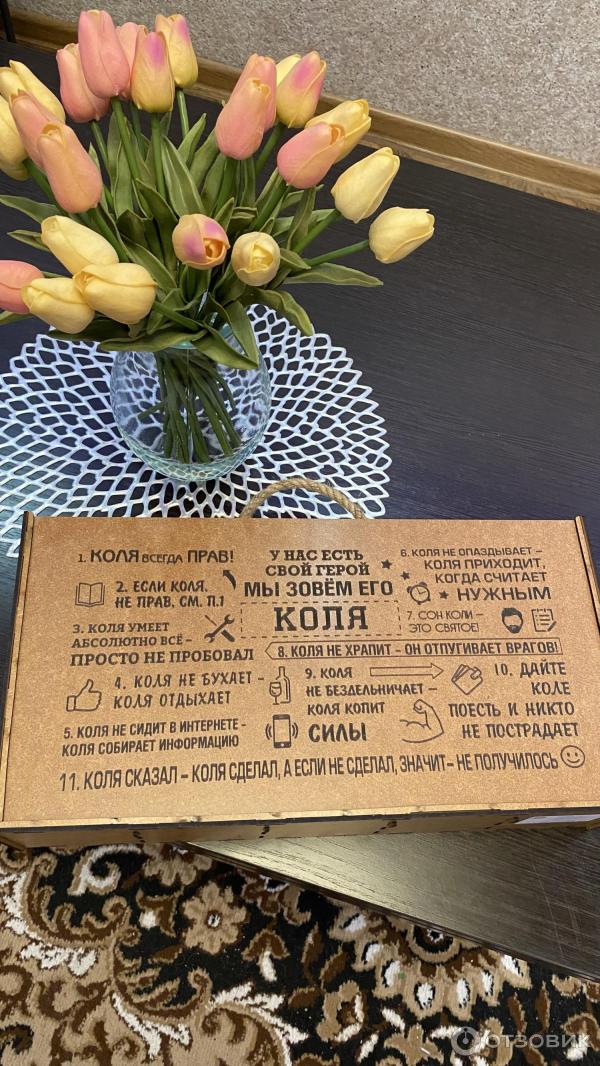 У НАС ЕСТЬ
СВОЙ ГЕРОЙ
МЫ ЗОВЁМ ЕГО
КОЛЯ
1. КОЛЯ ВСЕГДА ПРАВ!
2. ЕСЛИ КОЛЯ.
НЕ ПРАВ, СМ. П.1
3. КОЛЯ УМЕЕТ
АБСОЛЮТНО ВСЁ –
ПРОСТО НЕ ПРОБОВАЛ
4. КОЛЯ НЕ БУХАЕТ –
КОЛЯ ОТДЫХАЕТ
5. КОЛЯ НЕ СИДИТ В ИНТЕРНЕТЕ -
КОЛЯ СОБИРАЕТ ИНФОРМАЦИЮ
6. КОЛЯ НЕ ОПАЗДЫВАЕТ –
КОЛЯ ПРИХОДИТ,
КОГДА СЧИТАЕТ
НУЖНЫМ
7. СОН КОЛИ –
ЭТО СВЯТОЕ!
8. КОЛЯ НЕ ХРАПИТ – ОН ОТПУГИВАЕТ ВРАГОВ!
9. КОЛЯ
НЕ БЕЗДЕЛЬНИЧАЕТ –
КОЛЯ КОПИТ
СИЛЫ
10. ДАЙТЕ
КОЛЕ
ПОЕСТЬ И НИКТО
НЕ ПОСТРАДАЕТ
11. КОЛЯ СКАЗАЛ – КОЛЯ СДЕЛАЛ, А ЕСЛИ НЕ СДЕЛАЛ, ЗНАЧИТ – НЕ ПОЛУЧИЛОСЬ
ОТЗОВИК